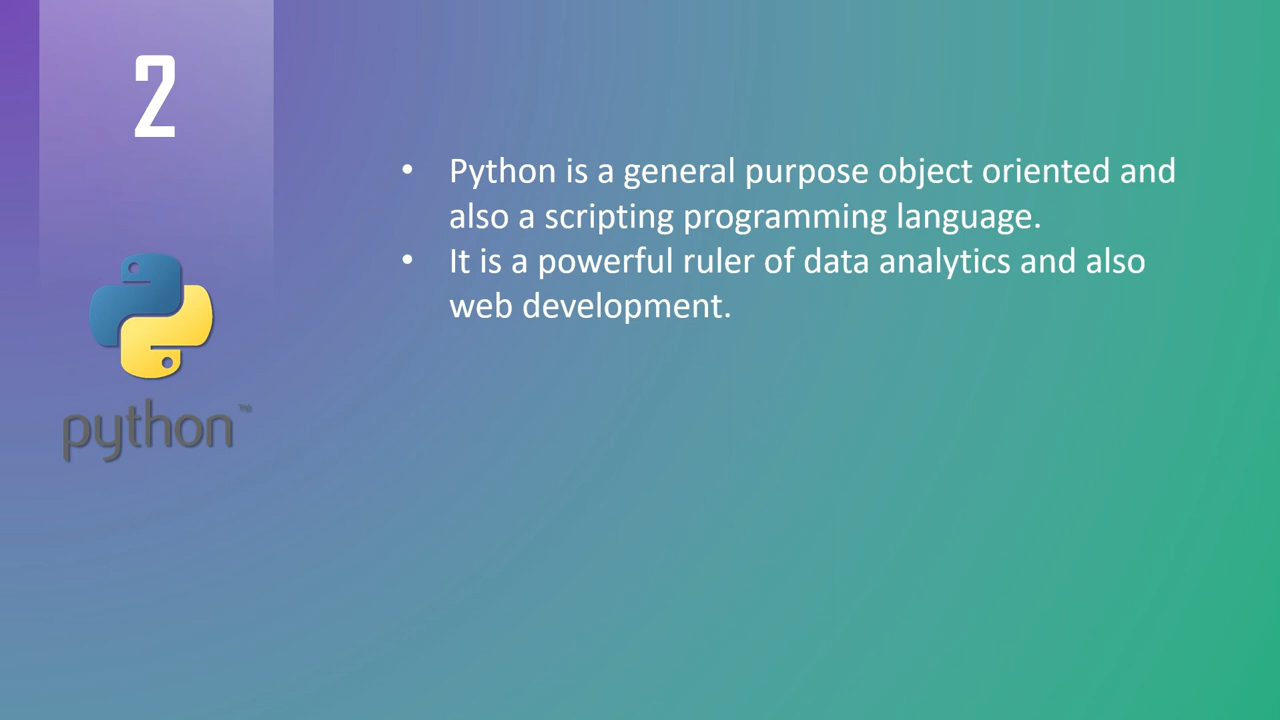 2
• Python is a general purpose object oriented and
also a scripting programming language.
• It is a powerful ruler of data analytics and also
web development.
python™